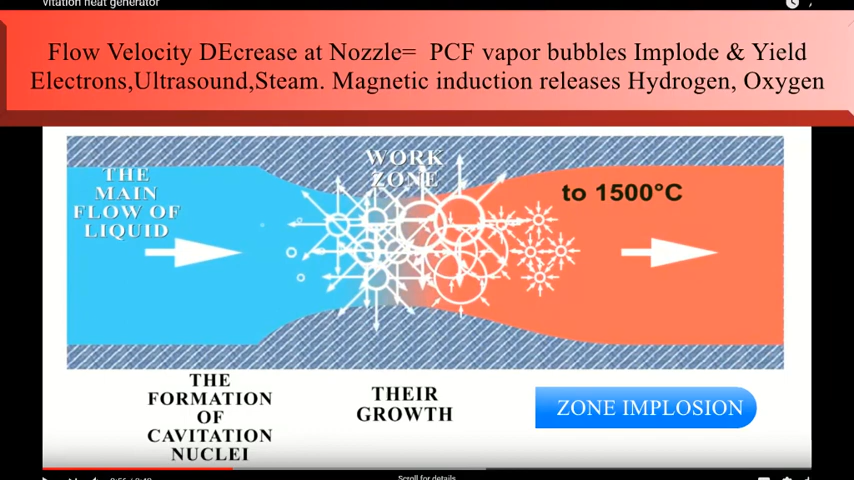 vitation heat generator
Flow Velocity DEcrease at Nozzle= PCF vapor bubbles Implode & Yield
Electrons,Ultrasound,Steam. Magnetic induction releases Hydrogen, Oxygen
WORK
ZONE
THE
MAIN
FLOW OF
LIQUID
to 1500°C
THE
FORMATION
OF
CAVITATION
NUCLEI
THEIR
GROWTH
ZONE IMPLOSION
Scroll for details